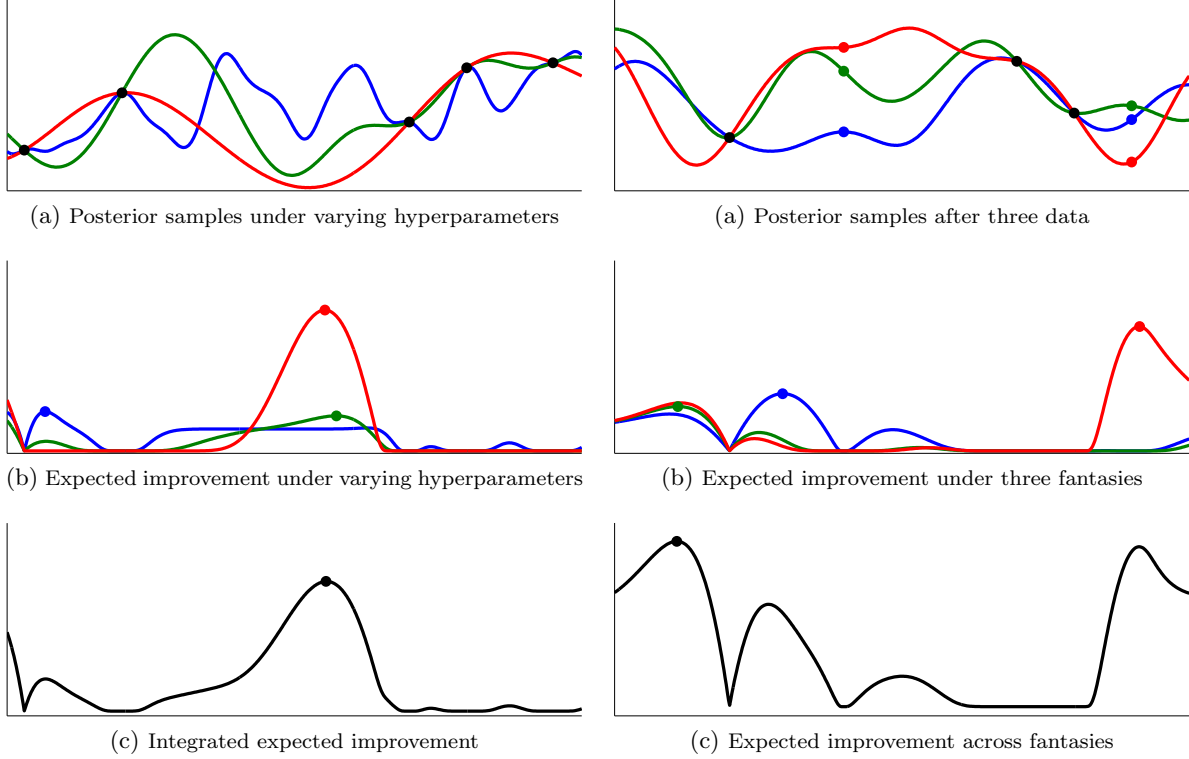 (a) Posterior samples under varying hyperparameters
(b) Expected improvement under varying hyperparameters
(c) Integrated expected improvement
(a) Posterior samples after three data
(b) Expected improvement under three fantasies
(c) Expected improvement across fantasies